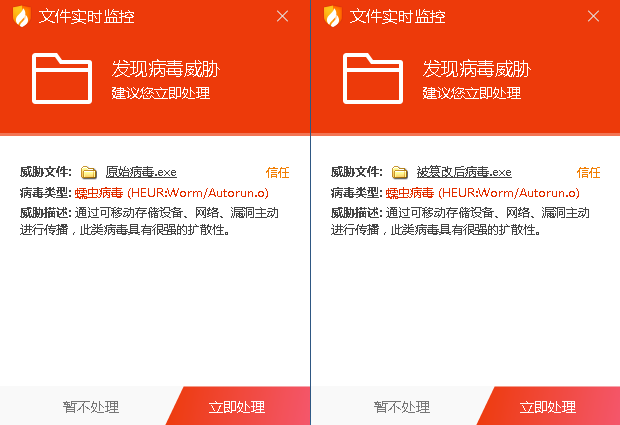 文件实时监控
发现病毒威胁
建议您立即处理
威胁文件: 原始病毒.exe 信任
病毒类型: 蠕虫病毒 (HEUR:Worm/Autorun.o)
威胁描述: 通过可移动存储设备、网络、漏洞主动
进行传播，此类病毒具有很强的扩散性。
暂不处理 立即处理
文件实时监控
发现病毒威胁
建议您立即处理
威胁文件: 被篡改后病毒.exe 信任
病毒类型: 蠕虫病毒 (HEUR:Worm/Autorun.o)
威胁描述: 通过可移动存储设备、网络、漏洞主动
进行传播，此类病毒具有很强的扩散性。
暂不处理 立即处理